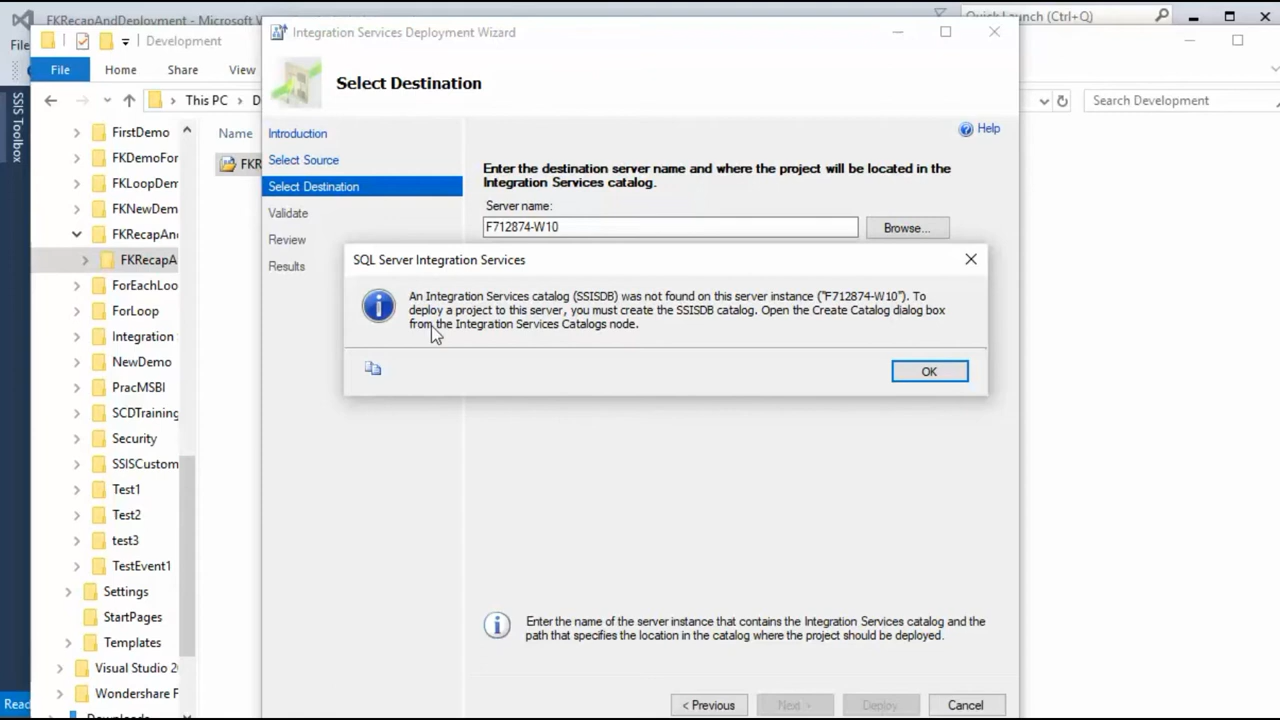 FKRecapAndDeployment - Microsoft V
Quick Launch (Ctrl+Q)
File
Development
Integration Services Deployment Wizard
File
Home
Share
View
Select Destination
This PC
D
Search Development
SSIS Toolbox
FirstDemo
FKDemoFor
FKLoopDem
FKNewDem
FKRecapAn
FKRecapA
ForEachLoo
ForLoop
Integration
NewDemo
PracMSBI
SCDTraining
Security
SSISCustom
Test1
Test2
test3
TestEvent1
Settings
StartPages
Templates
Visual Studio 2
Wondershare F
Downloads
Name
FKR
Introduction
Select Source
Select Destination
Validate
Review
Results
Help
Enter the destination server name and where the project will be located in the
Integration Services catalog.
Server name:
F712874-W10
Browse...
SQL Server Integration Services
An Integration Services catalog (SSISDB) was not found on this server instance ("F712874-W10"). To
deploy a project to this server, you must create the SSISDB catalog. Open the Create Catalog dialog box
from the Integration Services Catalogs node.
OK
Enter the name of the server instance that contains the Integration Services catalog and the
path that specifies the location in the catalog where the project should be deployed.
< Previous
Next >
Deploy
Cancel
Read